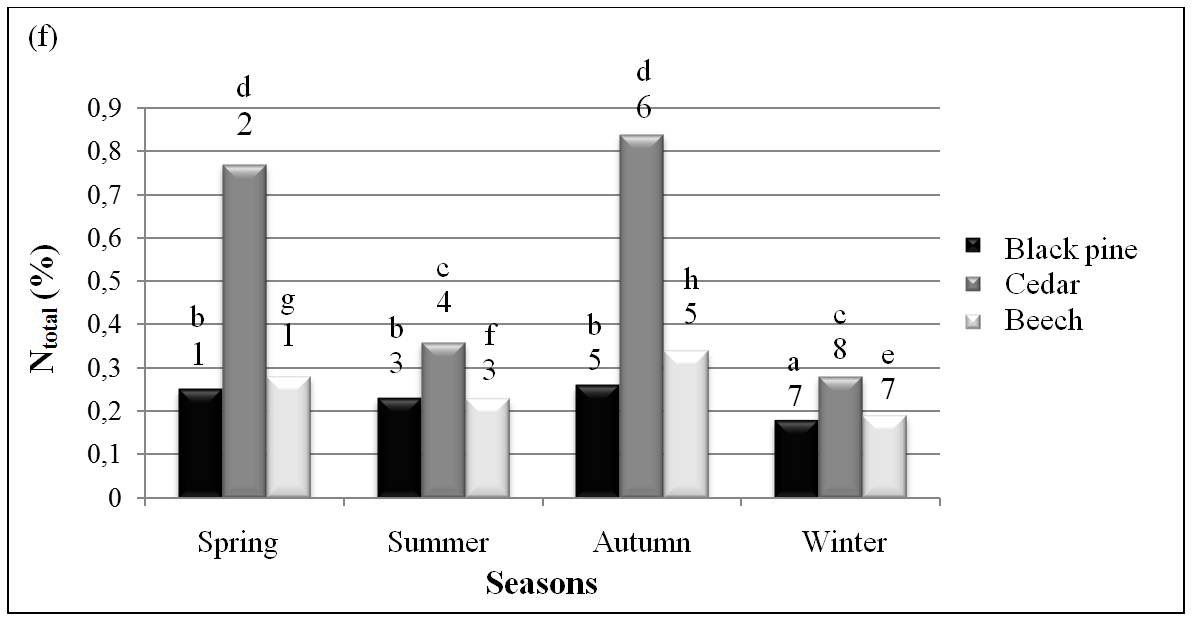 (f)
d
2
d
6
0,9
0,8
0,7
0,6
0,5
0,4
0,3
0,2
0,1
0
N_total (%)
b
1
g
1
b
3
c
4
f
3
b
5
h
5
a
7
c
8
e
7
Spring Summer Autumn Winter
Seasons
Black pine
Cedar
Beech